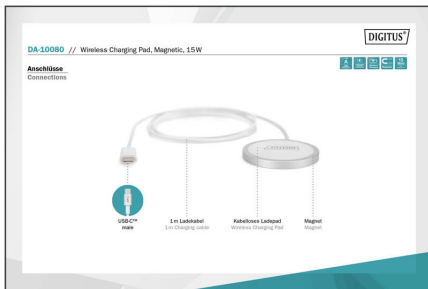 DIGITUS®
DA-10080 // Wireless Charging Pad, Magnetic, 15W
Anschlüsse
Connections
USB-C™
male
1 m Ladekabel
1m Charging cable
Kabelloses Ladepad
Wireless Charging Pad
Magnet
Magnet